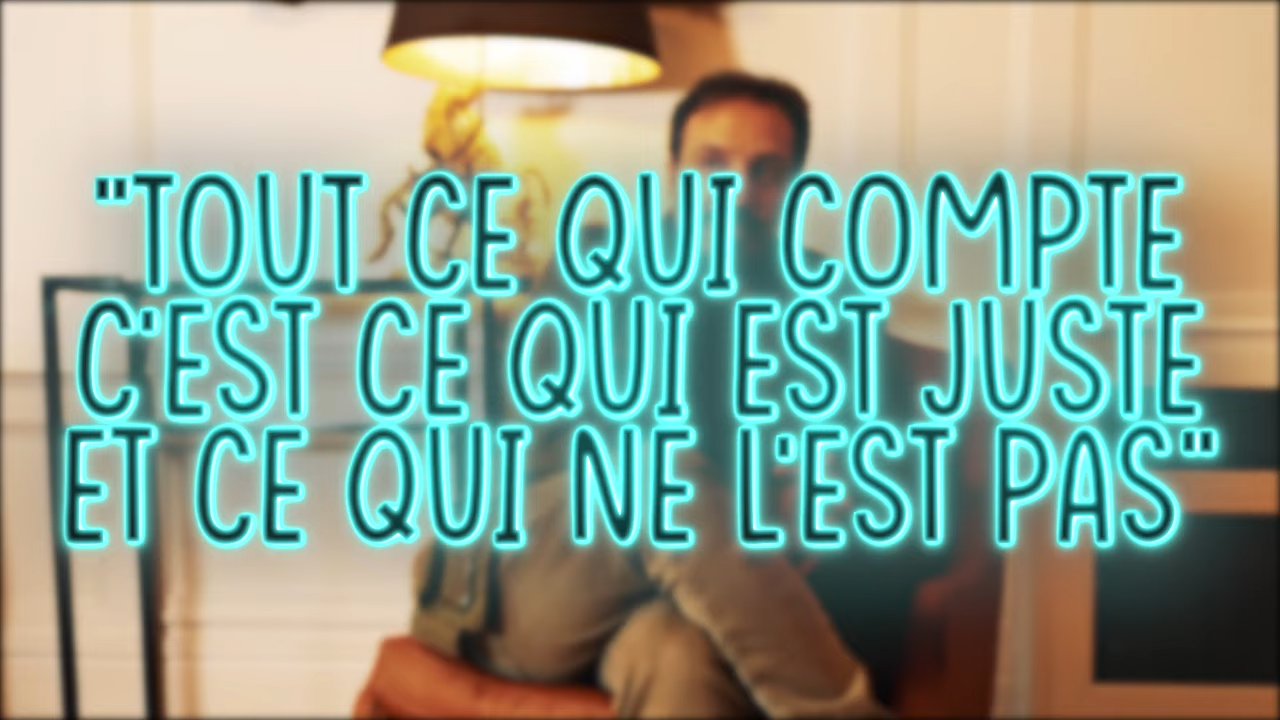 "TOUT CE QUI COMPTE
C'EST CE QUI EST JUSTE
ET CE QUI NE L'EST PAS"